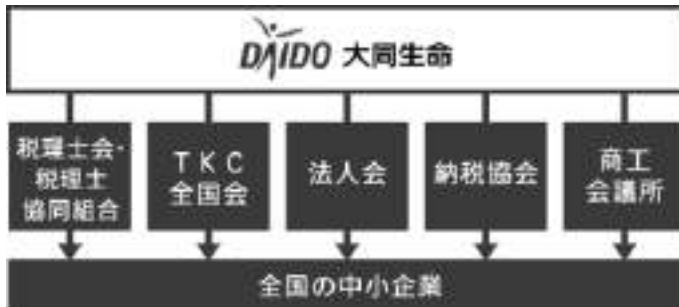 DAIDO 大同生命
税理士会・
税理士
協同組合
TKC
全国会
法人会
納税協会
商工
会議所
全国の中小企業